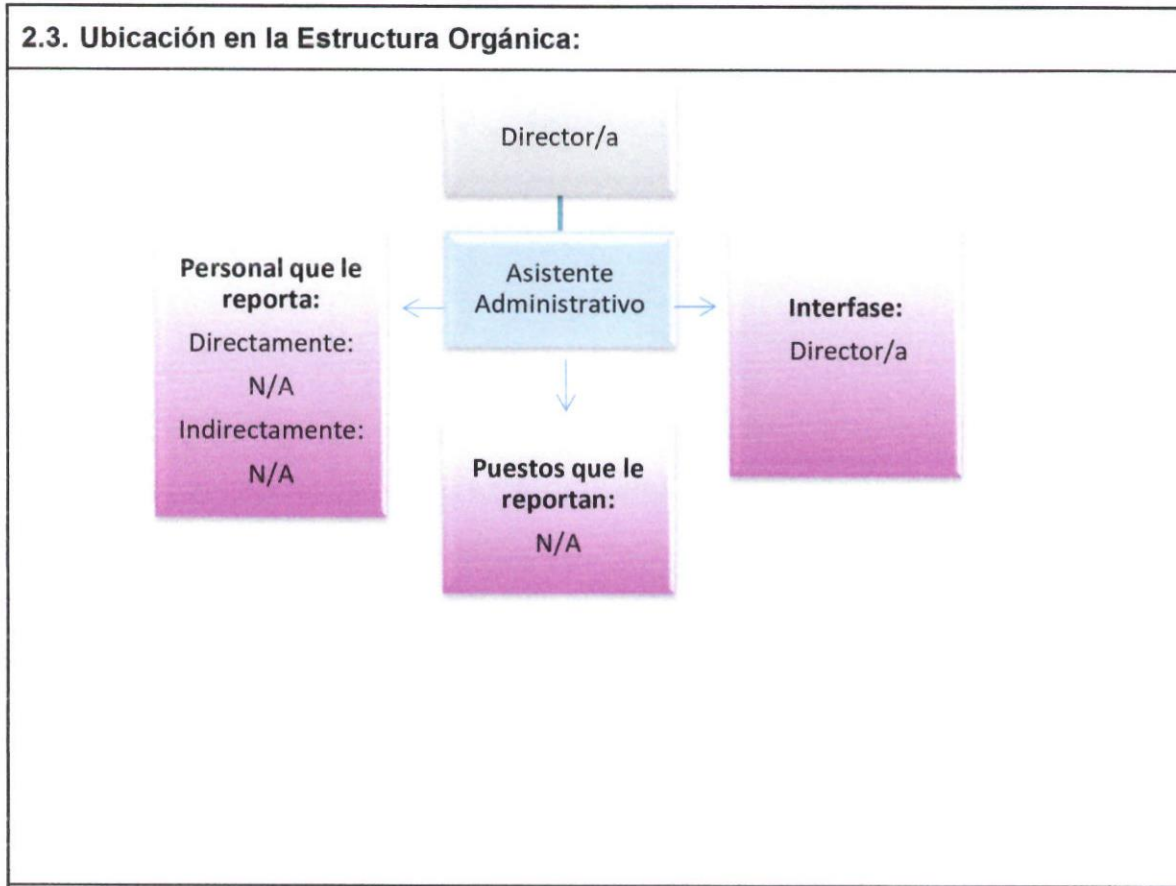 2.3. Ubicación en la Estructura Orgánica:
Director/a
Asistente
Administrativo
Personal que le
reporta:
Directamente:
N/A
Indirectamente:
N/A
Interfase:
Director/a
Puestos que le
reportan:
N/A